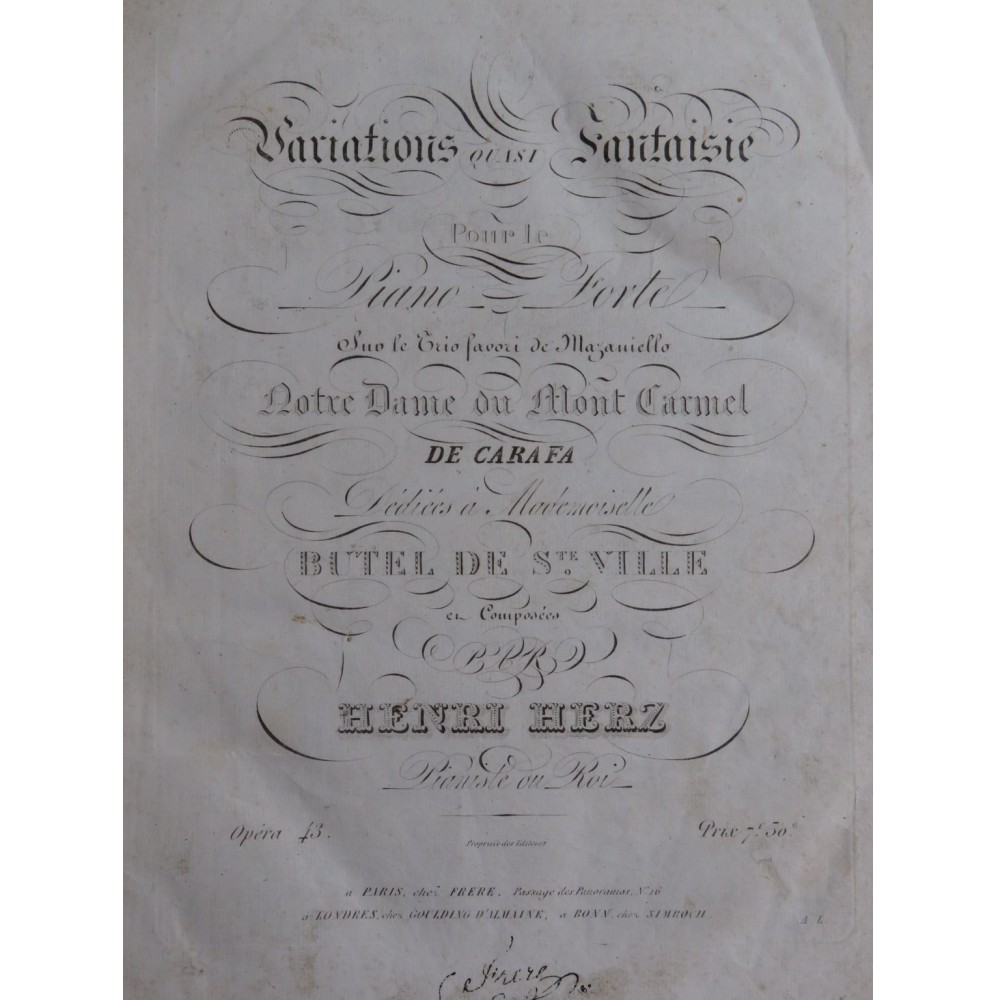 Variations QUASI Fantaisie
Pour le
Piano Forte
Sur le Trio favori de Mazaniello
Notre Dame du Mont Carmel
DE CARAFA
Dédiées à Mademoiselle
BUTEL DE STE. VILLE
et Composées
PAR
HENRI HERZ
Pianiste du Roi
Opéra 43. Prix 7f. 50c
Propriété des Editeurs
a PARIS, chez FRERE, Passage des Panoramas, N. 16
a LONDRES, chez GOULDING D'ALMAINE, a BONN, chez SIMROCH.
A L
Frere